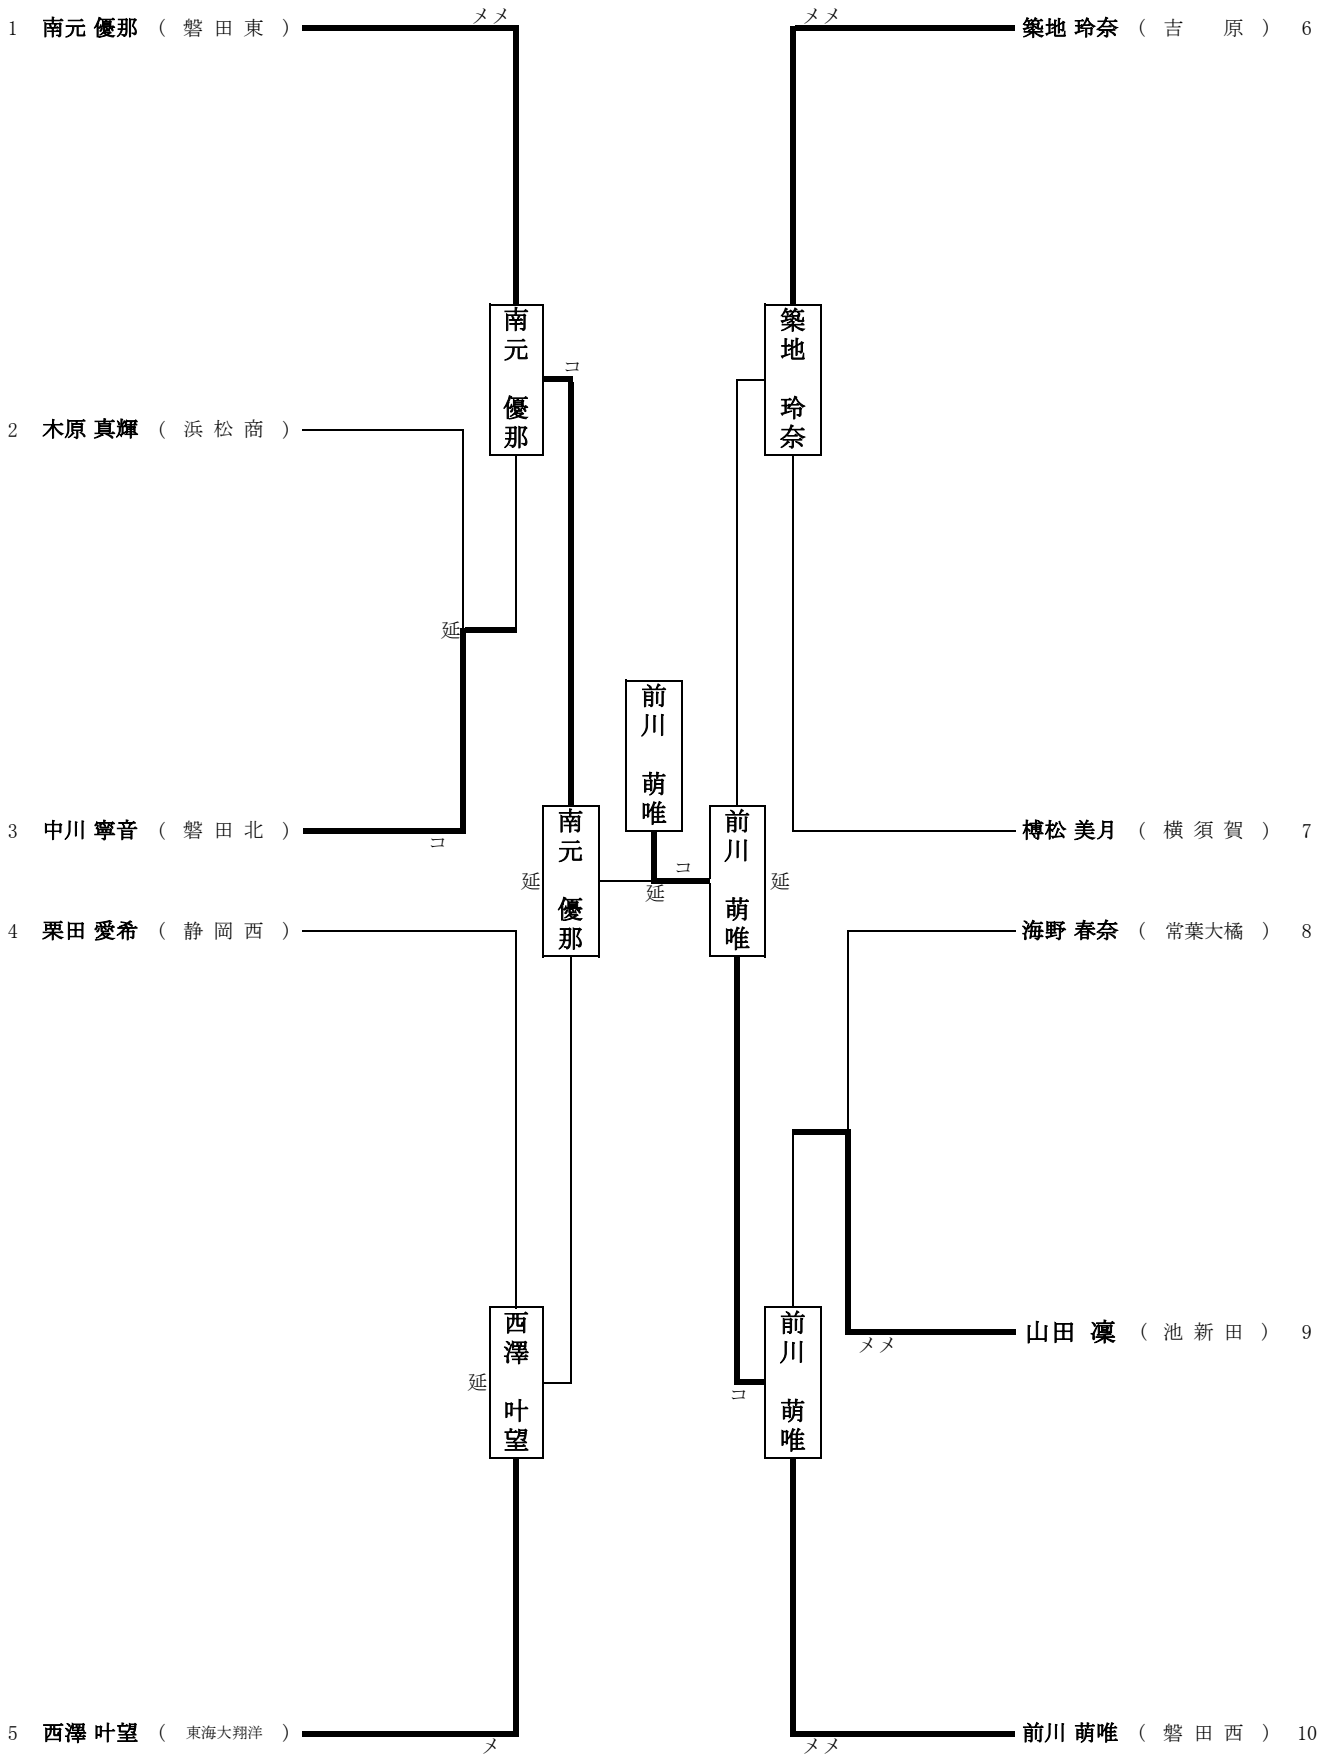 メメ
1 南元 優那 ( 磐 田 東 )
メメ
築地 玲奈 ( 吉 原 ) 6
南元 優那
築地 玲奈
コ
2 木原 真輝 ( 浜 松 商 )
延
前川 萌唯
3 中川 寧音 ( 磐 田 北 )
コ
南元 優那
延
前川 萌唯
延
コ
延
榑松 美月 ( 横 須 賀 ) 7
4 栗田 愛希 ( 静 岡 西 )
海野 春奈 ( 常葉大橘 ) 8
西澤 叶望
延
前川 萌唯
コ
山田 凜 ( 池 新 田 ) 9
メメ
5 西澤 叶望 ( 東海大翔洋 )
メ
前川 萌唯 ( 磐 田 西 ) 10
メメ